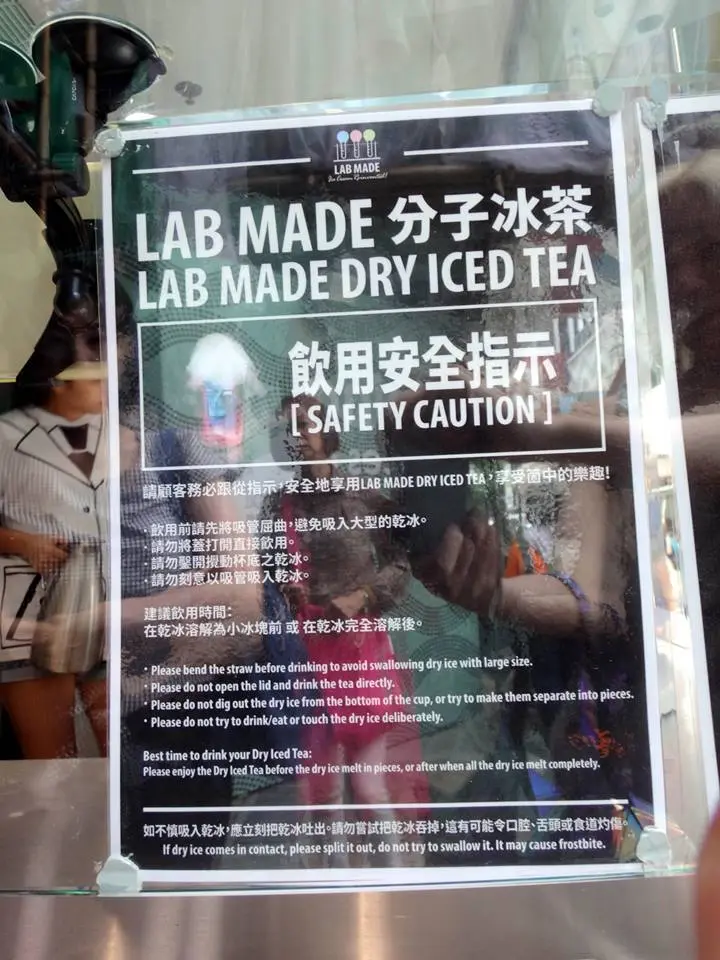 LAB MADE
Ice Cream Reinvented!
LAB MADE 分子冰茶
LAB MADE DRY ICED TEA
飲用安全指示
[ SAFETY CAUTION ]
請顧客務必跟從指示，安全地享用LAB MADE DRY ICED TEA，享受箇中的樂趣！
· 飲用前請先將吸管屈曲，避免吸入大型的乾冰。
· 請勿將蓋打開直接飲用。
· 請勿鑿開攪動杯底之乾冰。
· 請勿刻意以吸管吸入乾冰。
建議飲用時間：
在乾冰溶解為小冰塊前 或 在乾冰完全溶解後。
· Please bend the straw before drinking to avoid swallowing dry ice with large size.
· Please do not open the lid and drink the tea directly.
· Please do not dig out the dry ice from the bottom of the cup, or try to make them separate into pieces.
· Please do not try to drink/eat or touch the dry ice deliberately.
Best time to drink your Dry Iced Tea:
Please enjoy the Dry Iced Tea before the dry ice melt in pieces, or after when all the dry ice melt completely.
如不慎吸入乾冰，應立刻把乾冰吐出。請勿嘗試把乾冰吞掉，這有可能令口腔、舌頭或食道灼傷。
If dry ice comes in contact, please split it out, do not try to swallow it. It may cause frostbite.